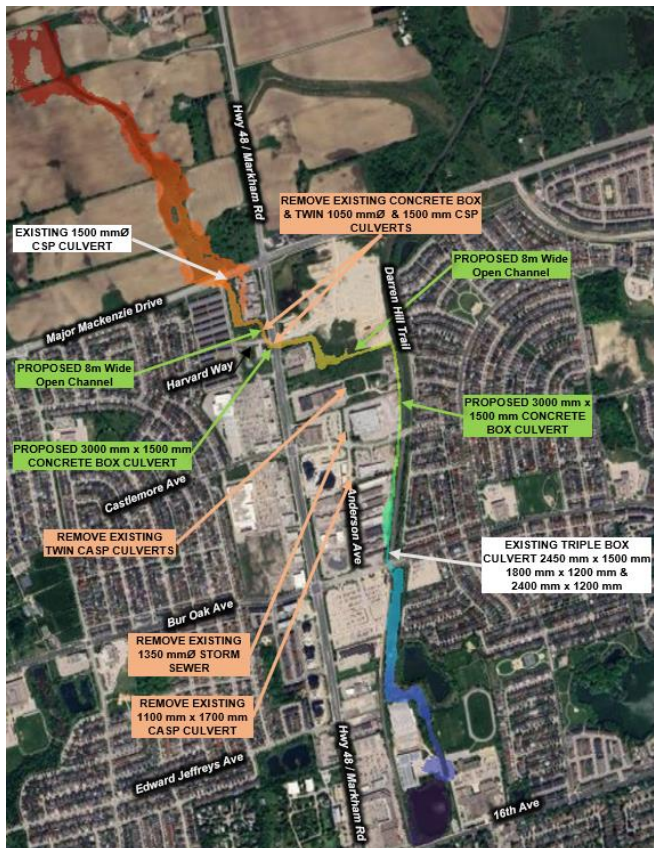 Hwy 48 / Markham Rd
REMOVE EXISTING CONCRETE BOX
& TWIN 1050 mmØ & 1500 mm CSP
CULVERTS
EXISTING 1500 mmØ
CSP CULVERT
PROPOSED 8m Wide
Open Channel
Darren Hill Trail
Major Mackenzie Drive
PROPOSED 8m Wide
Open Channel
Harvard Way
PROPOSED 3000 mm x
1500 mm CONCRETE
BOX CULVERT
PROPOSED 3000 mm x 1500 mm
CONCRETE BOX CULVERT
Castlemore Ave
REMOVE EXISTING
TWIN CASP CULVERTS
Anderson Ave
EXISTING TRIPLE BOX
CULVERT 2450 mm x 1500 mm
1800 mm x 1200 mm &
2400 mm x 1200 mm
Bur Oak Ave
REMOVE EXISTING
1350 mmØ STORM
SEWER
REMOVE EXISTING
1100 mm x 1700 mm
CASP CULVERT
Hwy 48 / Markham Rd
Edward Jeffreys Ave
16th Ave